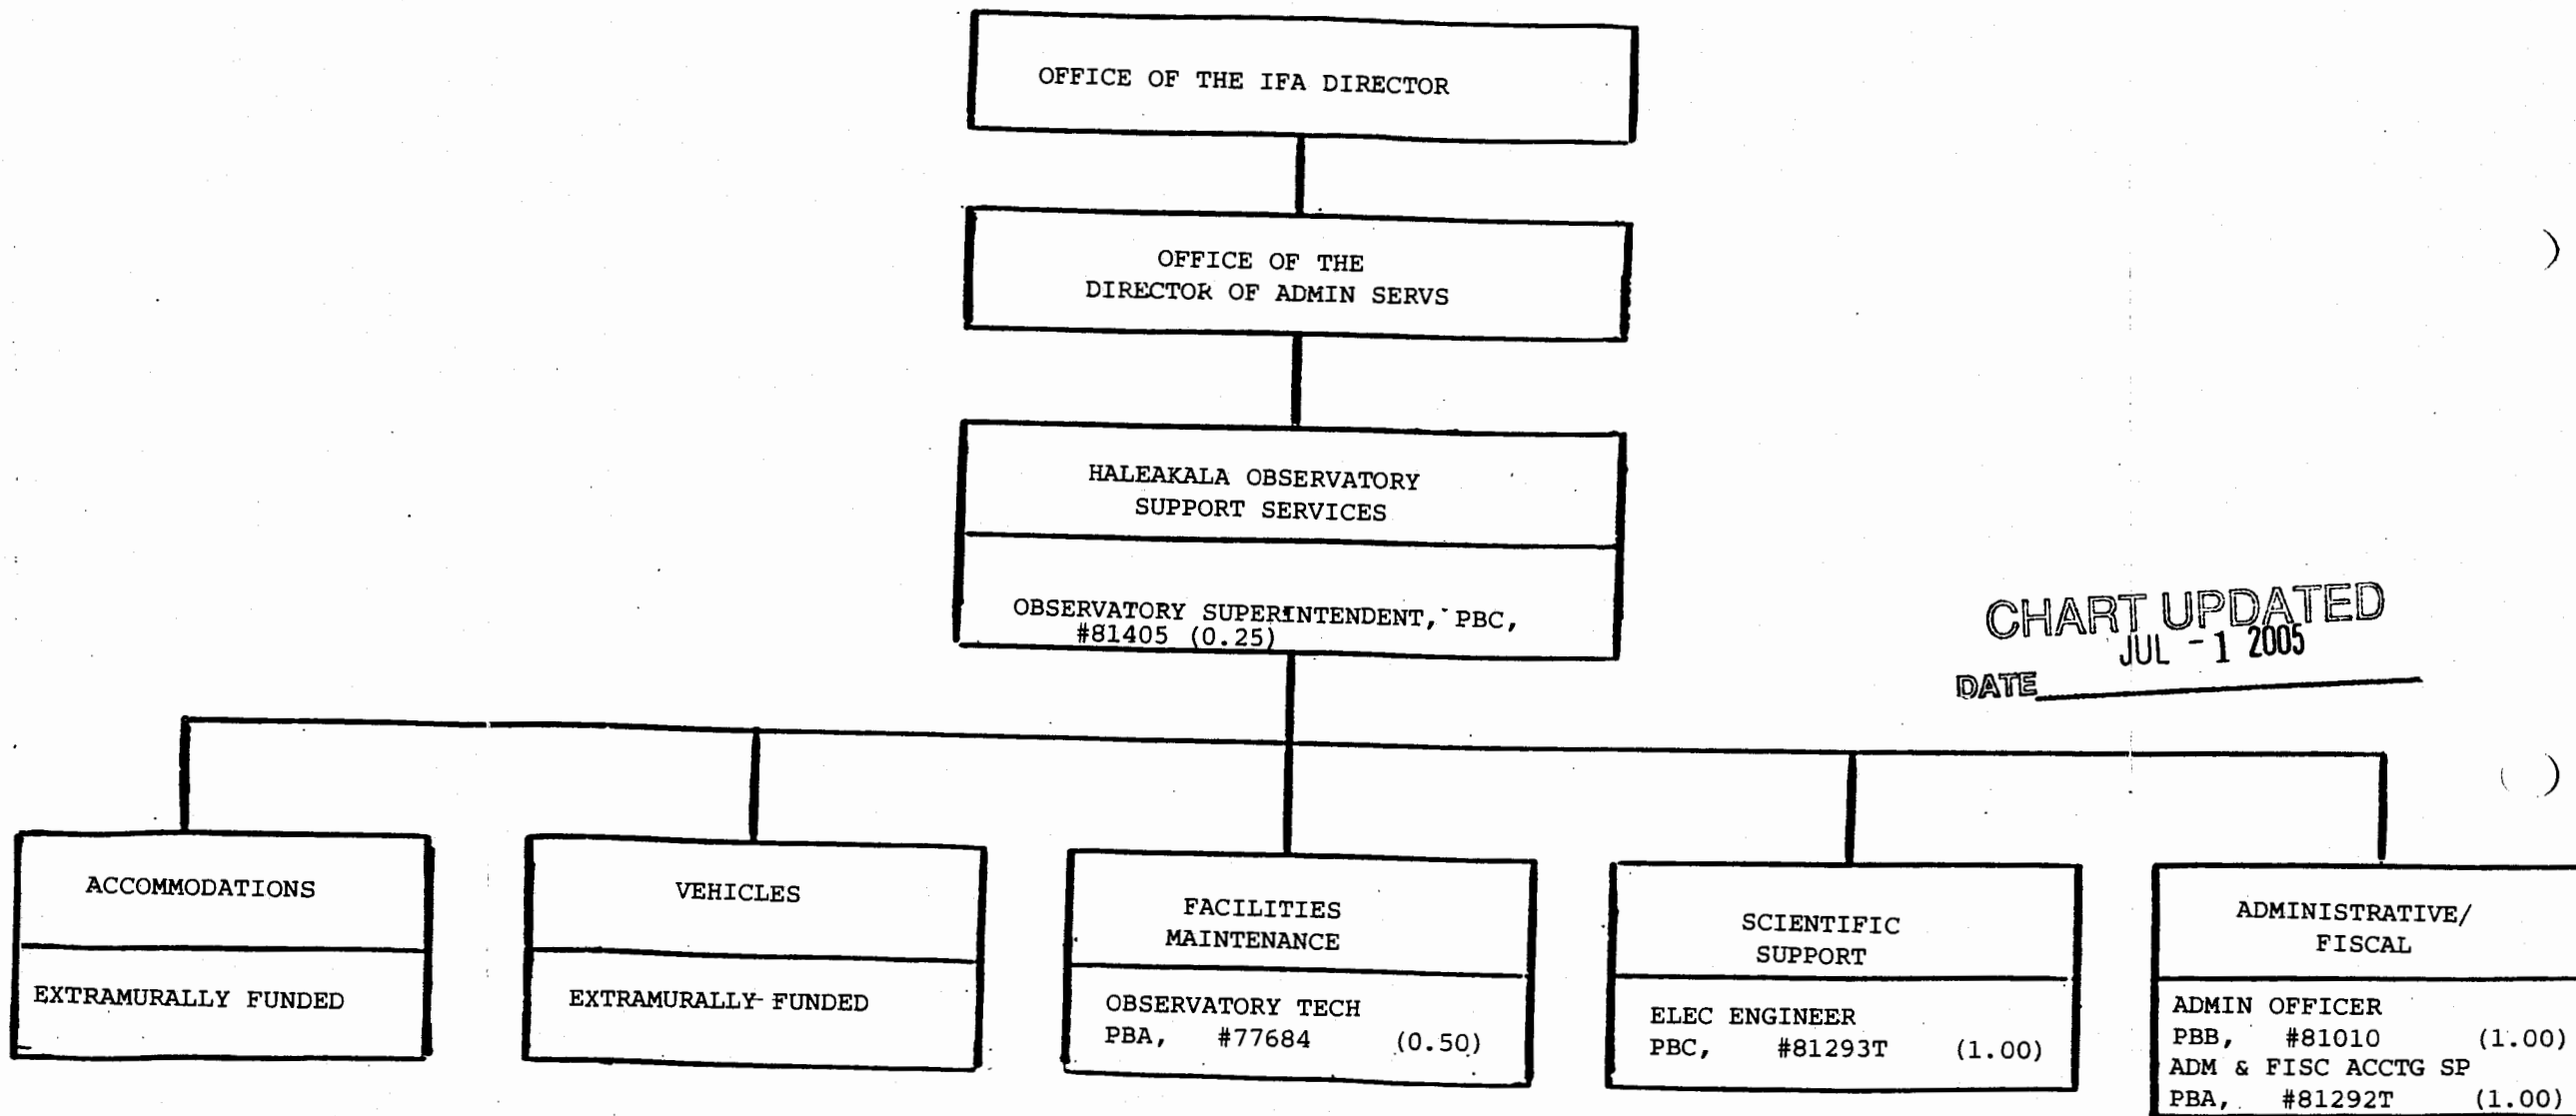 OFFICE OF THE IFA DIRECTOR
OFFICE OF THE
DIRECTOR OF ADMIN SERVS
HALEAKALA OBSERVATORY
SUPPORT SERVICES
OBSERVATORY SUPERINTENDENT, PBC,
#81405 (0.25)
CHART UPDATED
JUL - 1 2005
DATE
ACCOMMODATIONS
EXTRAMURALLY FUNDED
VEHICLES
EXTRAMURALLY FUNDED
FACILITIES
MAINTENANCE
OBSERVATORY TECH
PBA, #77684 (0.50)
SCIENTIFIC
SUPPORT
ELEC ENGINEER
PBC, #81293T (1.00)
ADMINISTRATIVE/
FISCAL
ADMIN OFFICER
PBB, #81010 (1.00)
ADM & FISC ACCTG SP
PBA, #81292T (1.00)